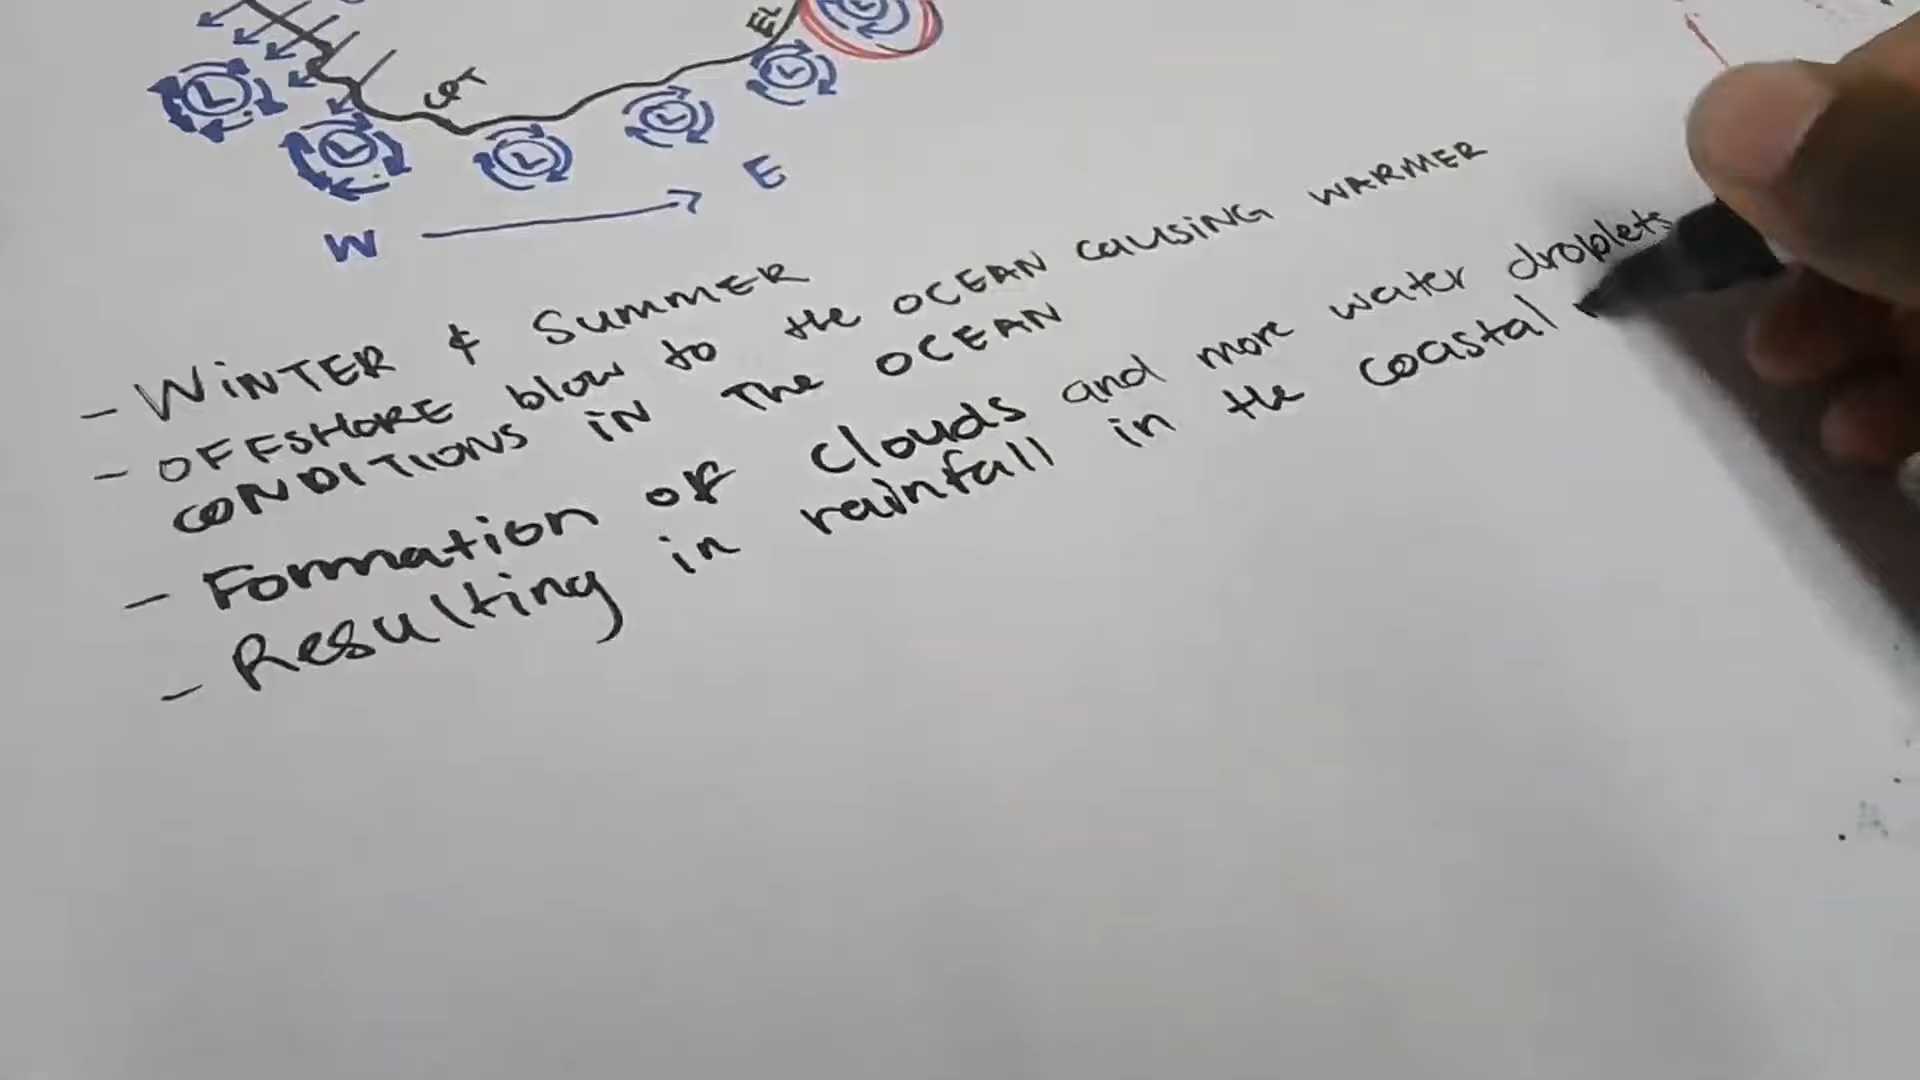 EL
L
L
CPT
L
L
L
L
E
W
- WINTER & SUMMER
- OFFSHORE blow to the OCEAN causing WARMER
CONDITIONS IN The OCEAN
- Formation of clouds and more water droplets
- Resulting in rainfall in the coastal